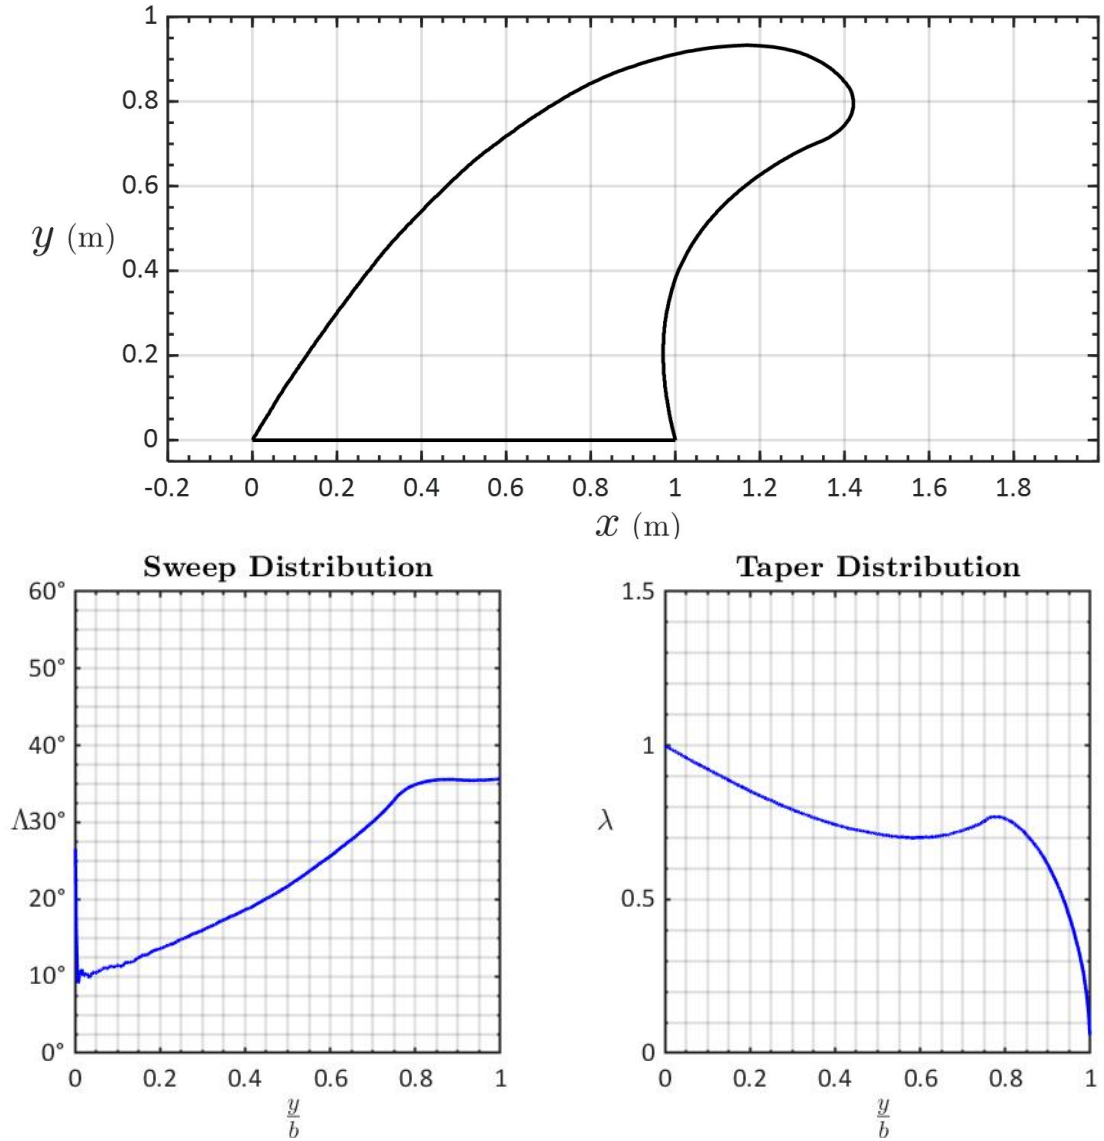 1
0.8
0.6
y (m)
0.4
0.2
0
-0.2 0 0.2 0.4 0.6 0.8 1 1.2 1.4 1.6 1.8
x (m)
Sweep Distribution
60°
50°
40°
Λ30°
20°
10°
0°
0 0.2 0.4 0.6 0.8 1
y
b
Taper Distribution
1.5
1
λ
0.5
0
0 0.2 0.4 0.6 0.8 1
y
b